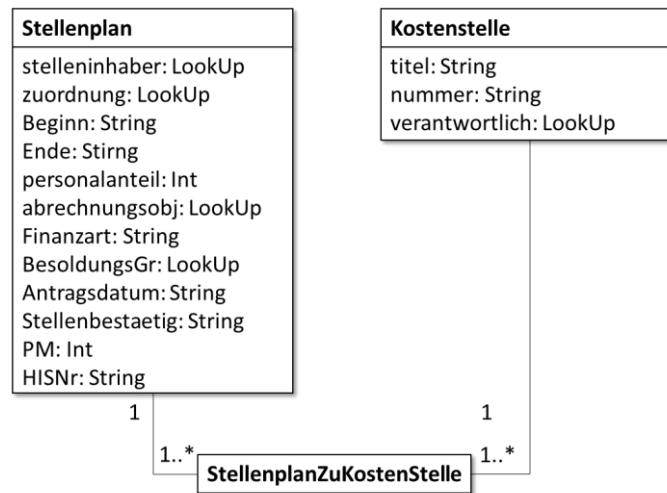 Stellenplan
stelleninhaber: LookUp
zuordnung: LookUp
Beginn: String
Ende: Stirng
personalanteil: Int
abrechnungsobj: LookUp
Finanzart: String
BesoldungsGr: LookUp
Antragsdatum: String
Stellenbestaetig: String
PM: Int
HISNr: String
Kostenstelle
titel: String
nummer: String
verantwortlich: LookUp
1
1
1..*
1..*
StellenplanZuKostenStelle